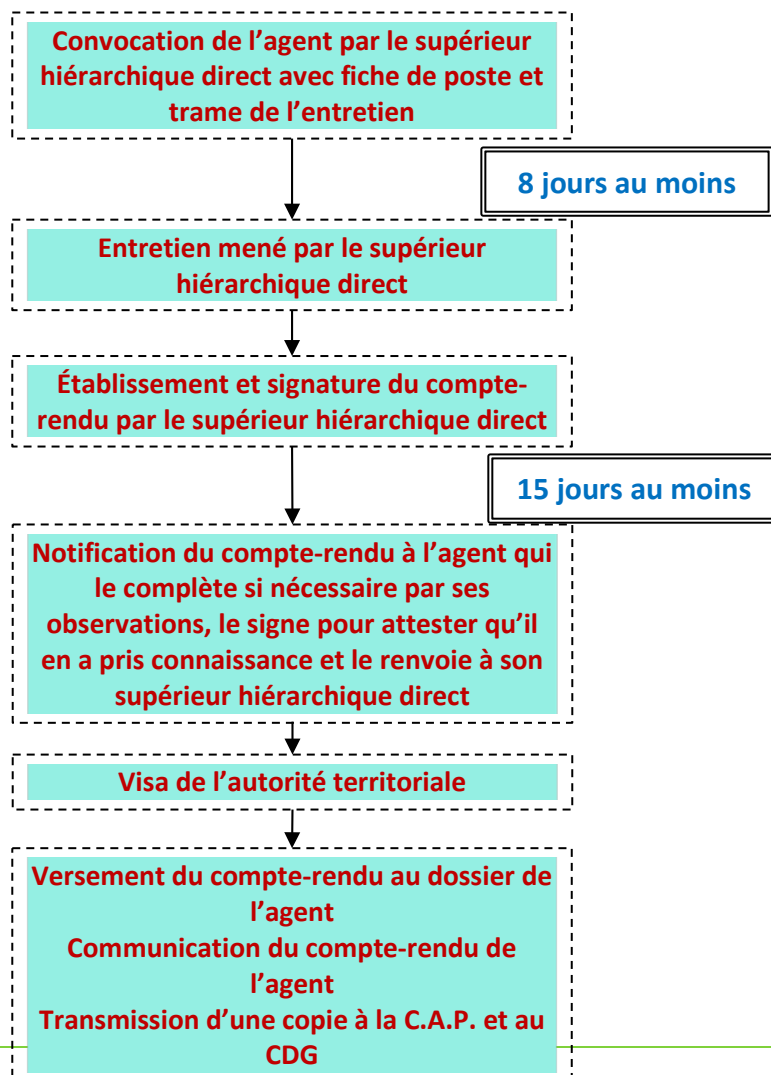 Convocation de l’agent par le supérieur
hiérarchique direct avec fiche de poste et
trame de l’entretien
8 jours au moins
Entretien mené par le supérieur
hiérarchique direct
Établissement et signature du compte-
rendu par le supérieur hiérarchique direct
15 jours au moins
Notification du compte-rendu à l’agent qui
le complète si nécessaire par ses
observations, le signe pour attester qu’il
en a pris connaissance et le renvoie à son
supérieur hiérarchique direct
Visa de l’autorité territoriale
Versement du compte-rendu au dossier de
l’agent
Communication du compte-rendu de
l’agent
Transmission d’une copie à la C.A.P. et au
CDG